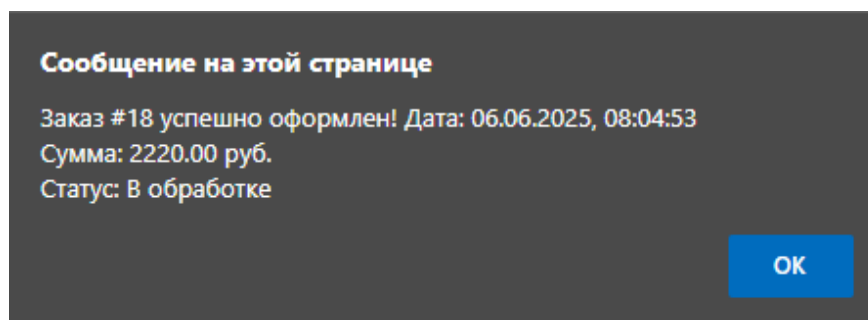 Сообщение на этой странице
Заказ #18 успешно оформлен! Дата: 06.06.2025, 08:04:53
Сумма: 2220.00 руб.
Статус: В обработке
ОК